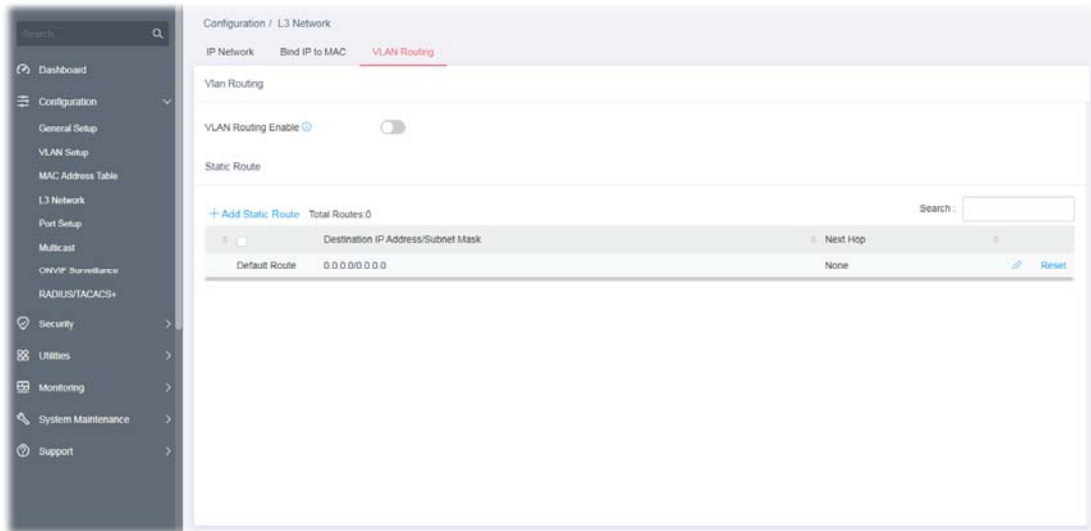 Search...
Dashboard
Configuration
General Setup
VLAN Setup
MAC Address Table
L3 Network
Port Setup
Multicast
ONVIF Surveillance
RADIUS/TACACS+
Security
Utilities
Monitoring
System Maintenance
Support
Configuration / L3 Network
IP Network Bind IP to MAC VLAN Routing
Vlan Routing
VLAN Routing Enable
Static Route
+ Add Static Route Total Routes:0 Search :
Destination IP Address/Subnet Mask Next Hop
Default Route 0.0.0.0/0.0.0.0 None Reset